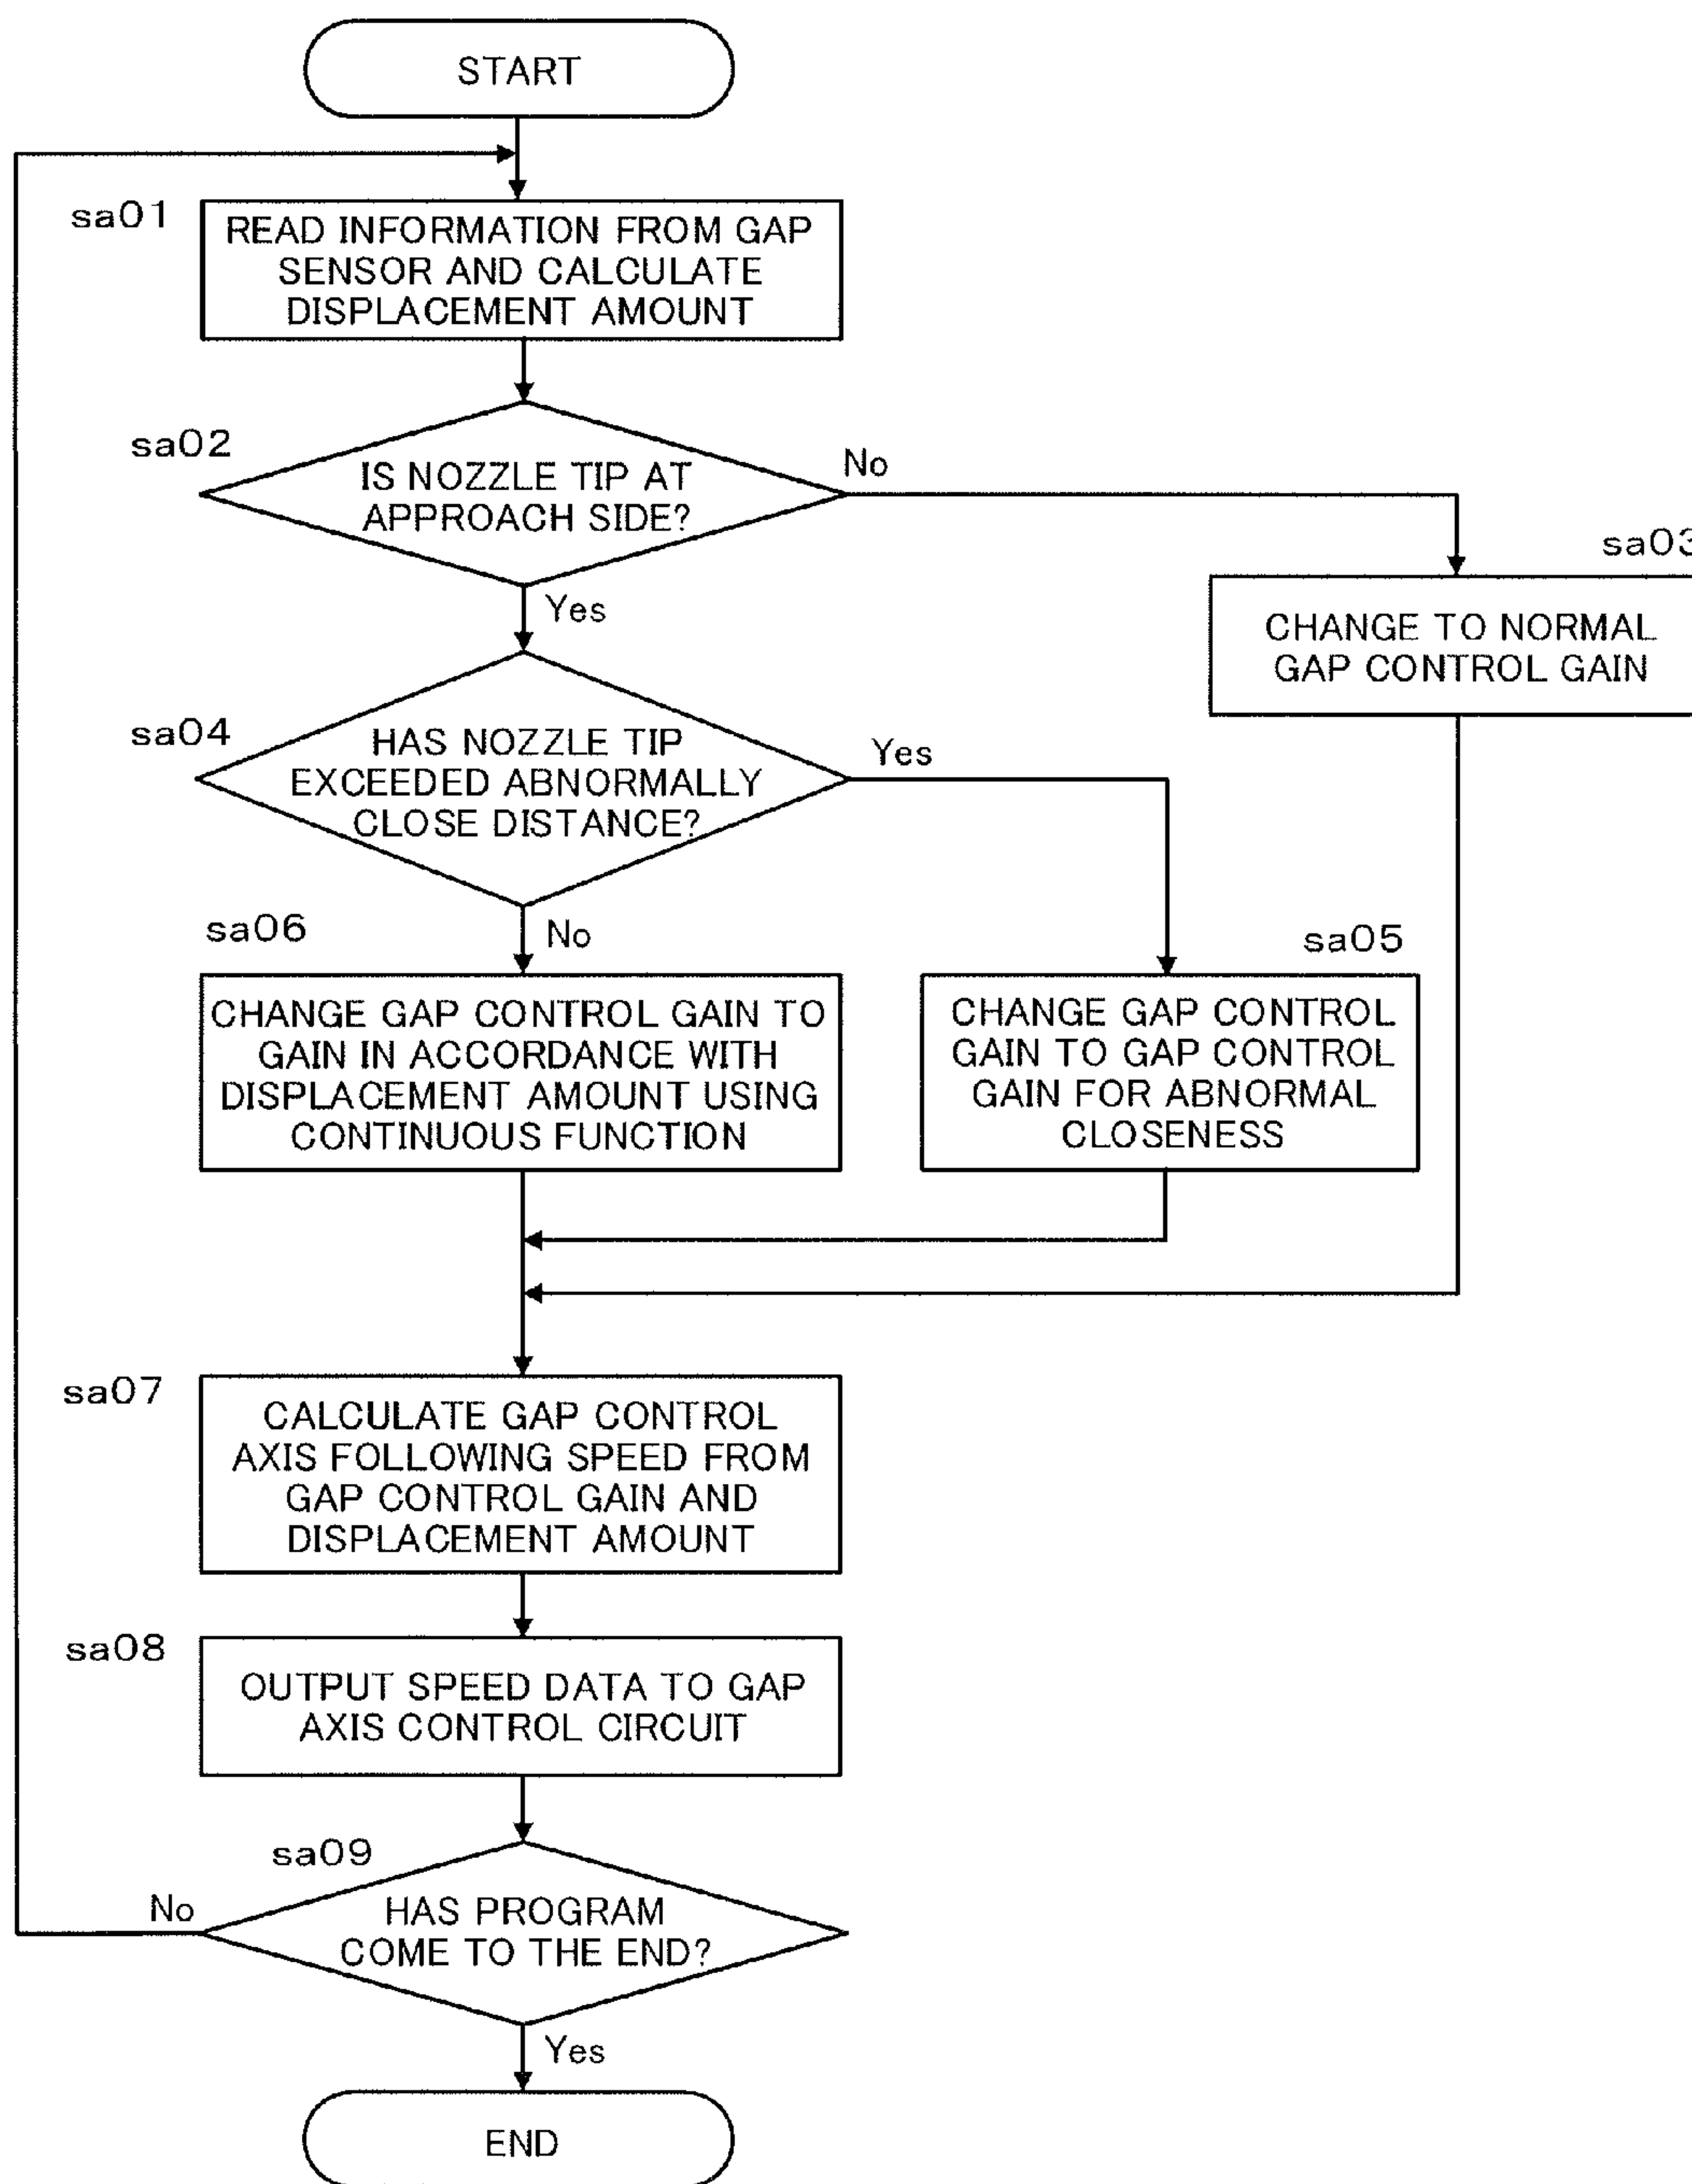 START
sa01
READ INFORMATION FROM GAP
SENSOR AND CALCULATE
DISPLACEMENT AMOUNT
sa02
IS NOZZLE TIP AT
APPROACH SIDE?
No
Yes
sa03
CHANGE TO NORMAL
GAP CONTROL GAIN
sa04
HAS NOZZLE TIP
EXCEEDED ABNORMALLY
CLOSE DISTANCE?
Yes
No
sa06
CHANGE GAP CONTROL GAIN TO
GAIN IN ACCORDANCE WITH
DISPLACEMENT AMOUNT USING
CONTINUOUS FUNCTION
sa05
CHANGE GAP CONTROL
GAIN TO GAP CONTROL
GAIN FOR ABNORMAL
CLOSENESS
sa07
CALCULATE GAP CONTROL
AXIS FOLLOWING SPEED FROM
GAP CONTROL GAIN AND
DISPLACEMENT AMOUNT
sa08
OUTPUT SPEED DATA TO GAP
AXIS CONTROL CIRCUIT
sa09
HAS PROGRAM
COME TO THE END?
No
Yes
END